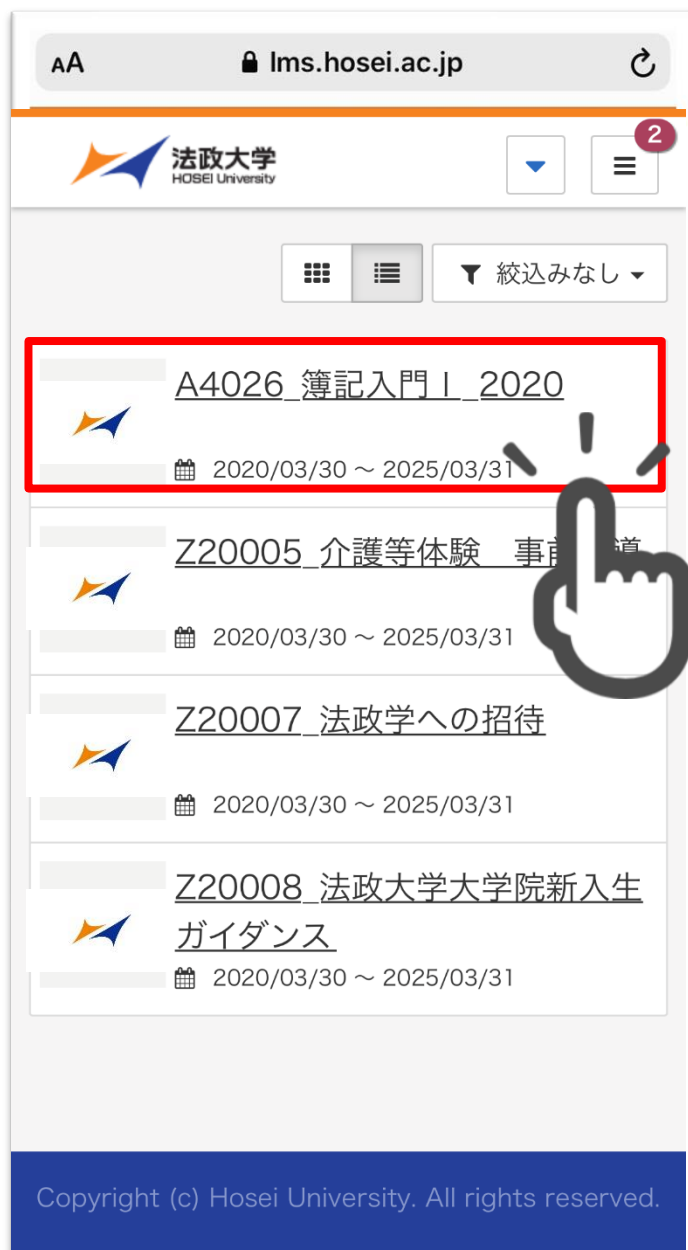 AA lms.hosei.ac.jp
2
法政大学
HOSEI University
絞込みなし
A4026_簿記入門Ⅰ_2020
2020/03/30 ～ 2025/03/31
Z20005_介護等体験　事前
2020/03/30 ～ 2025/03/31
Z20007_法政学への招待
2020/03/30 ～ 2025/03/31
Z20008_法政大学大学院新入生
ガイダンス
2020/03/30 ～ 2025/03/31
Copyright (c) Hosei University. All rights reserved.